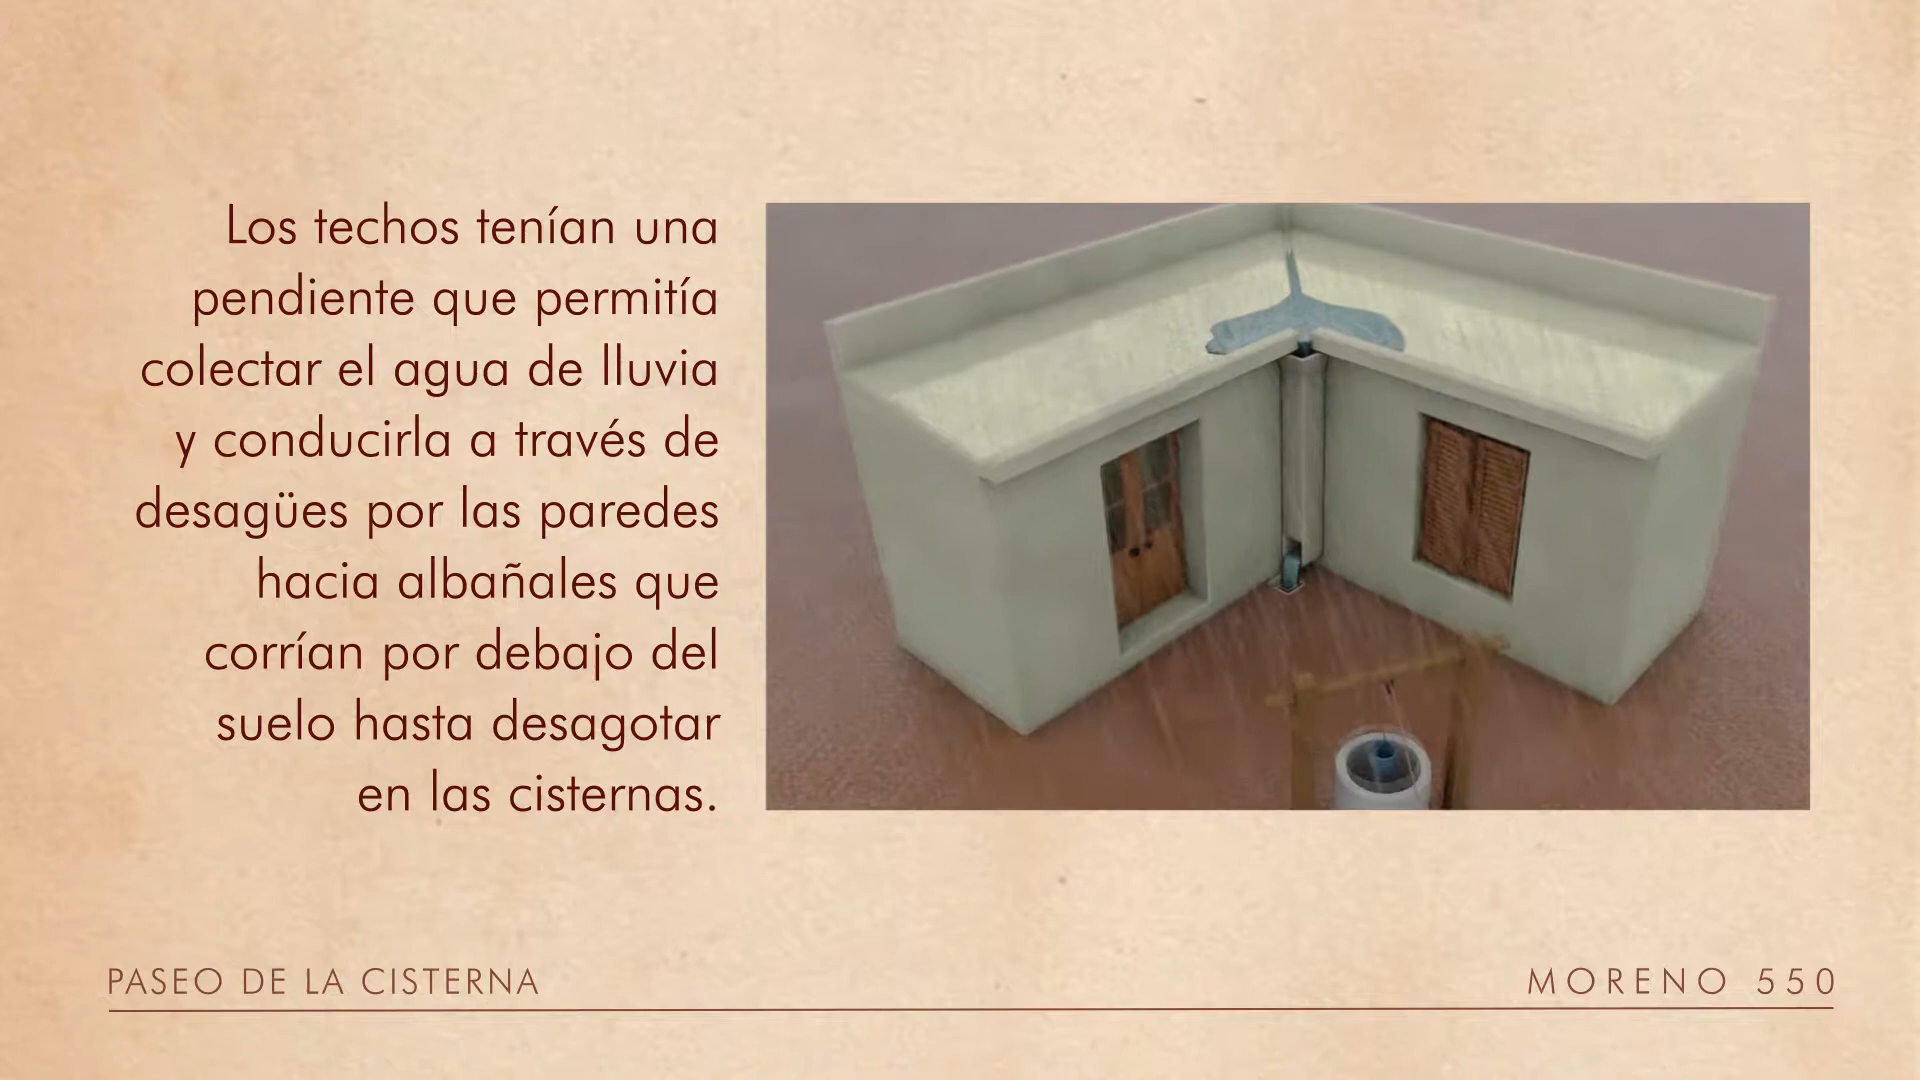 Los techos tenían una
pendiente que permitía
colectar el agua de lluvia
y conducirla a través de
desagües por las paredes
hacia albañales que
corrían por debajo del
suelo hasta desagotar
en las cisternas.
PASEO DE LA CISTERNA
MORENO 550